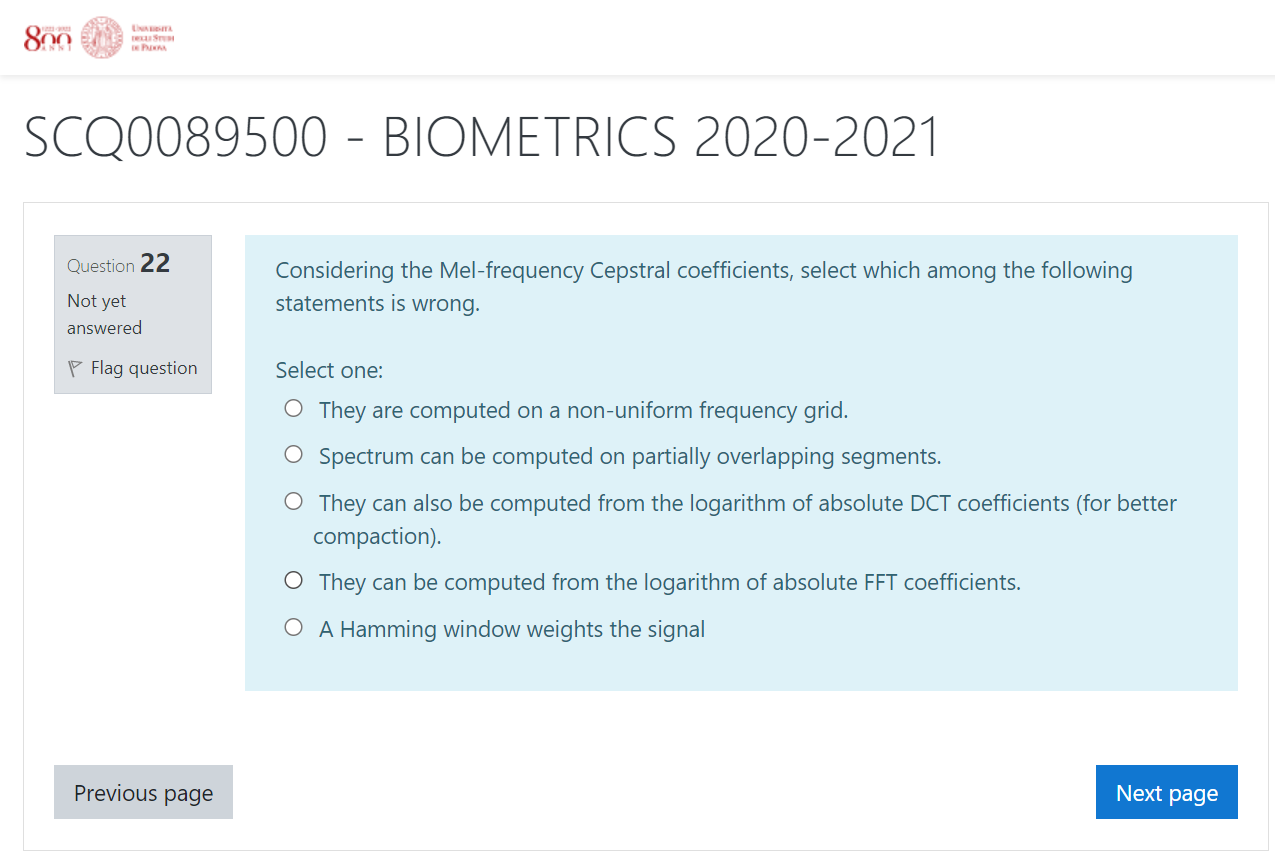 1222-2022
800
ANNI
UNIVERSITÀ
DEGLI STUDI
DI PADOVA
SCQ0089500 - BIOMETRICS 2020-2021
Question 22
Not yet
answered
Flag question
Considering the Mel-frequency Cepstral coefficients, select which among the following
statements is wrong.
Select one:
They are computed on a non-uniform frequency grid.
Spectrum can be computed on partially overlapping segments.
They can also be computed from the logarithm of absolute DCT coefficients (for better
compaction).
They can be computed from the logarithm of absolute FFT coefficients.
A Hamming window weights the signal
Previous page
Next page